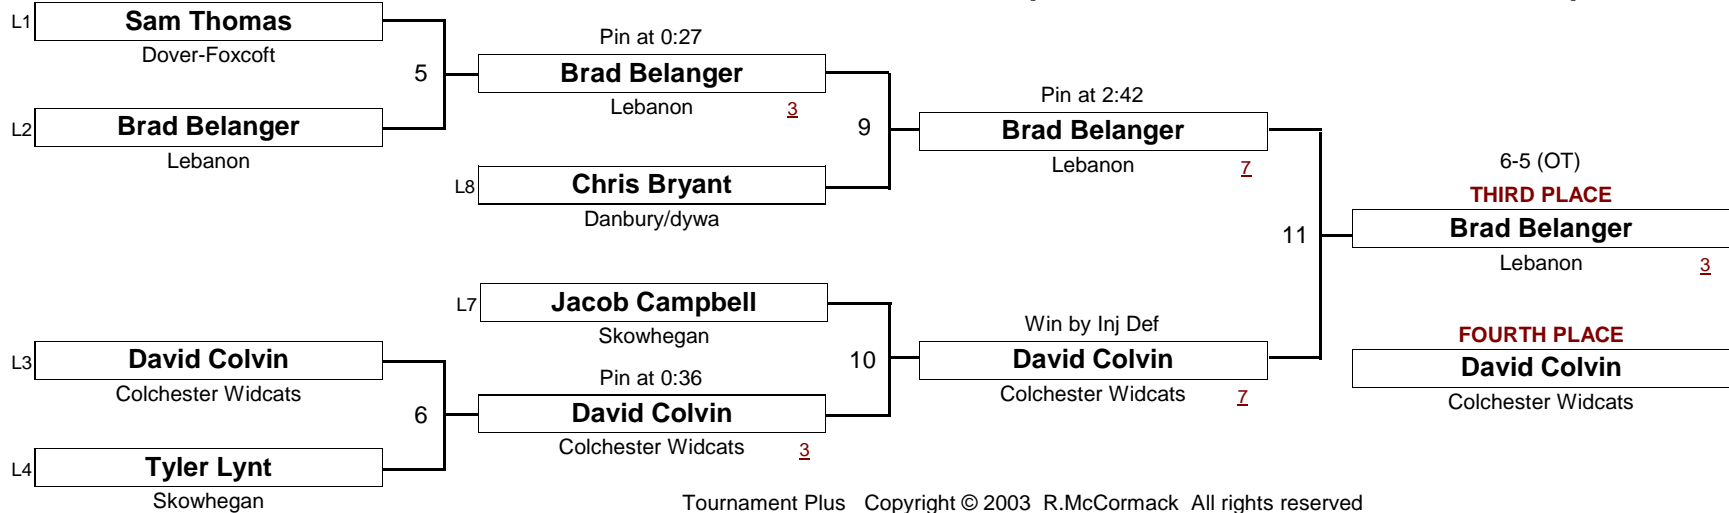 L1
Sam Thomas
Dover-Foxcoft
5
L2
Brad Belanger
Lebanon
Pin at 0:27
Brad Belanger
Lebanon 3
9
L8
Chris Bryant
Danbury/dywa
Pin at 2:42
Brad Belanger
Lebanon 7
L7
Jacob Campbell
Skowhegan
10
L3
David Colvin
Colchester Widcats
6
L4
Tyler Lynt
Skowhegan
Pin at 0:36
David Colvin
Colchester Widcats 3
Win by Inj Def
David Colvin
Colchester Widcats 7
11
6-5 (OT)
THIRD PLACE
Brad Belanger
Lebanon 3
FOURTH PLACE
David Colvin
Colchester Widcats
Tournament Plus Copyright © 2003 R.McCormack All rights reserved